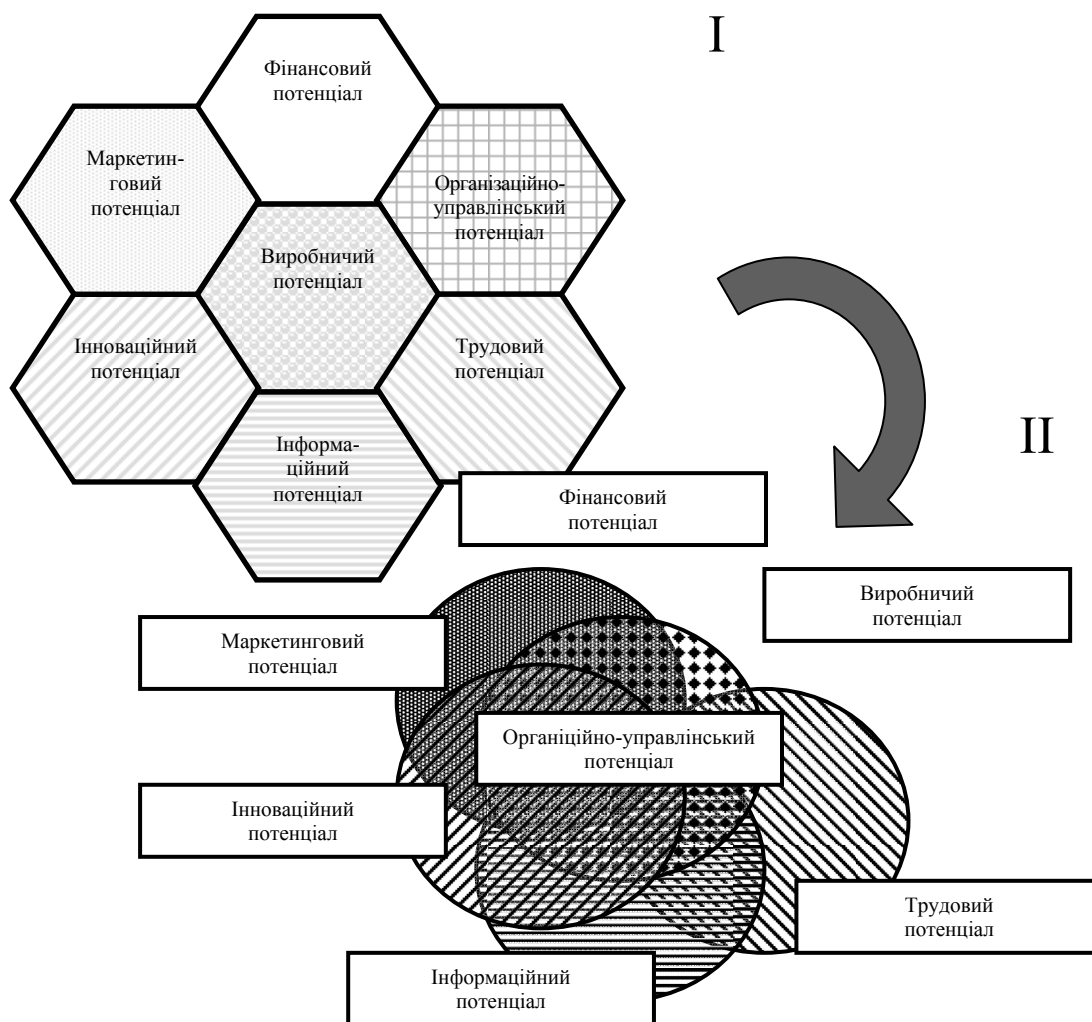 I
Фінансовий
потенціал
Маркетин-
говий
потенціал
Організаційно-
управлінський
потенціал
Виробничий
потенціал
Інноваційний
потенціал
Трудовий
потенціал
Інформа-
ційний
потенціал
II
Фінансовий
потенціал
Виробничий
потенціал
Маркетинговий
потенціал
Органіційно-управлінський
потенціал
Інноваційний
потенціал
Трудовий
потенціал
Інформаційний
потенціал